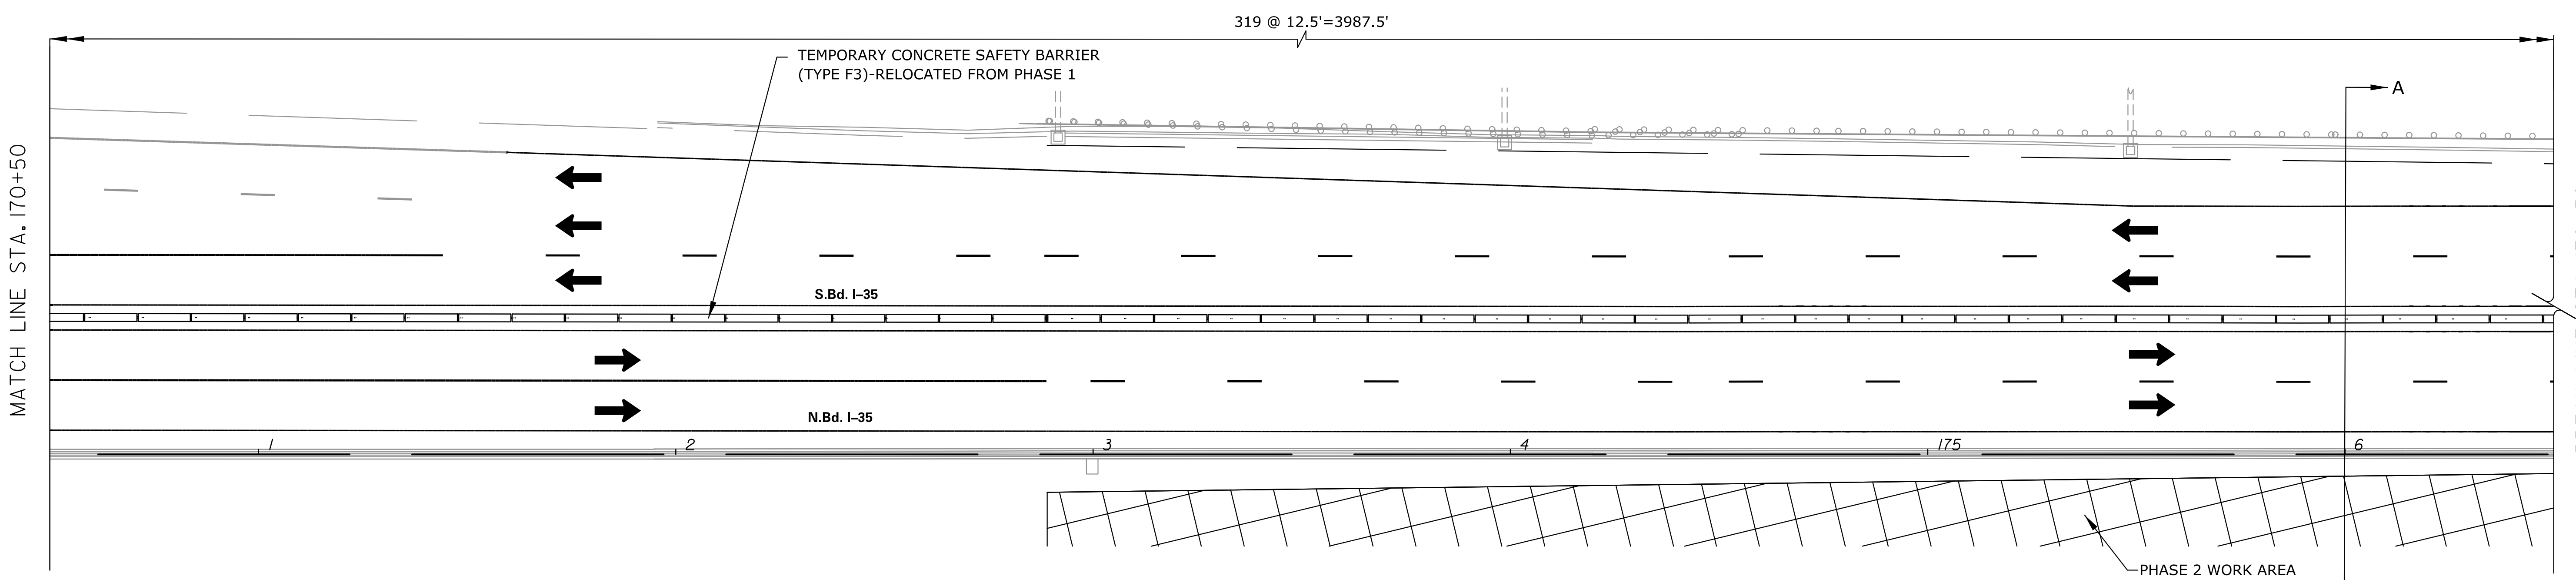 319 @ 12.5'=3987.5'
TEMPORARY CONCRETE SAFETY BARRIER
(TYPE F3)-RELOCATED FROM PHASE 1
A
MATCH LINE STA. 170+50
S.Bd. I–35
N.Bd. I–35
1
2
3
4
175
6
PHASE 2 WORK AREA